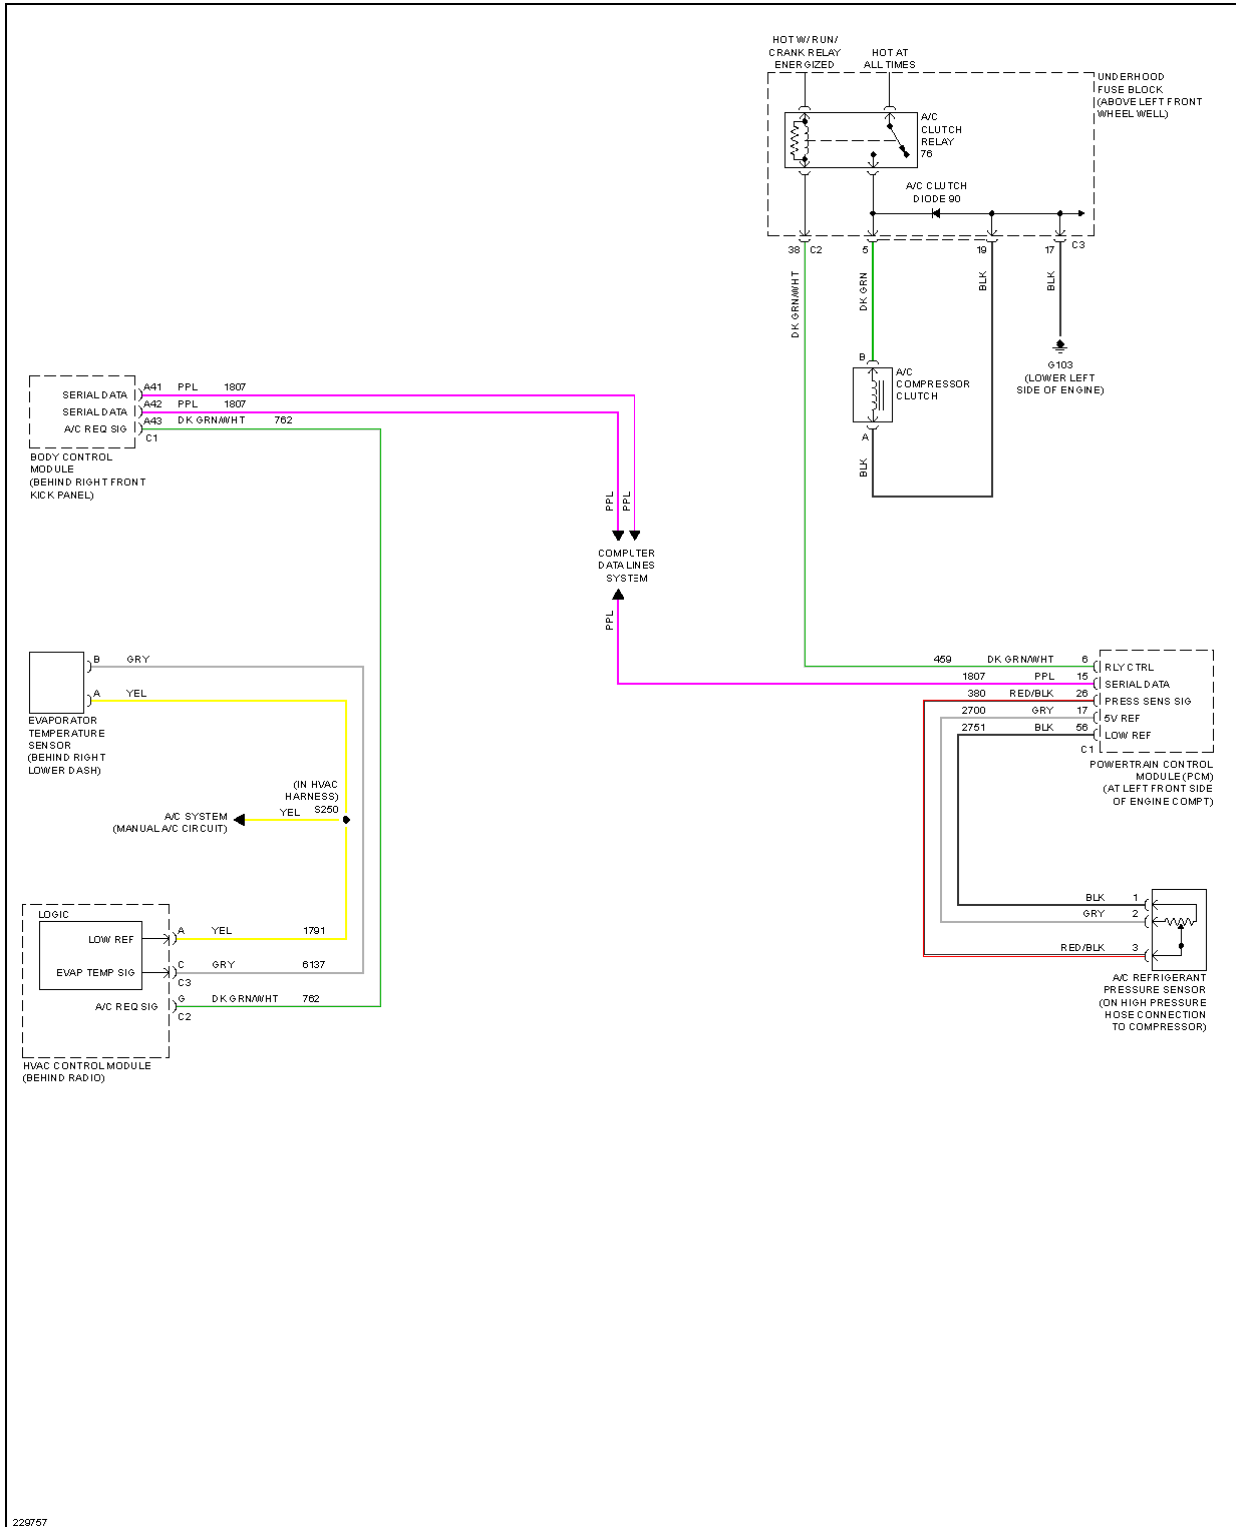 HOT W/ RUN/
CRANK RELAY
ENERGIZED
HOT AT
ALL TIMES
UNDERHOOD
FUSE BLOCK
(ABOVE LEFT FRONT
WHEEL WELL)
A/C
CLUTCH
RELAY
76
A/C CLUTCH
DIODE 90
38
C2
5
19
17
C3
DK GRN/WHT
DK GRN
BLK
BLK
G103
(LOWER LEFT
SIDE OF ENGINE)
B
A/C
COMPRESSOR
CLUTCH
A
BLK
SERIAL DATA
A41 PPL 1807
SERIAL DATA
A42 PPL 1807
A/C REQ SIG
A43 DK GRN/WHT 762
C1
BODY CONTROL
MODULE
(BEHIND RIGHT FRONT
KICK PANEL)
PPL
PPL
COMPUTER
DATA LINES
SYSTEM
PPL
B GRY
A YEL
EVAPORATOR
TEMPERATURE
SENSOR
(BEHIND RIGHT
LOWER DASH)
(IN HVAC
HARNESS)
S250
YEL
A/C SYSTEM
(MANUAL A/C CIRCUIT)
459 DK GRN/WHT 6 RLY CTRL
1807 PPL 15 SERIAL DATA
380 RED/BLK 26 PRESS SENS SIG
2700 GRY 17 5V REF
2751 BLK 56 LOW REF
C1
POWERTRAIN CONTROL
MODULE (PCM)
(AT LEFT FRONT SIDE
OF ENGINE COMPT)
LOGIC
LOW REF
A YEL 1791
EVAP TEMP SIG
C GRY 6137
C3
A/C REQ SIG
G DK GRN/WHT 762
C2
HVAC CONTROL MODULE
(BEHIND RADIO)
BLK 1
GRY 2
RED/BLK 3
A/C REFRIGERANT
PRESSURE SENSOR
(ON HIGH PRESSURE
HOSE CONNECTION
TO COMPRESSOR)
229757